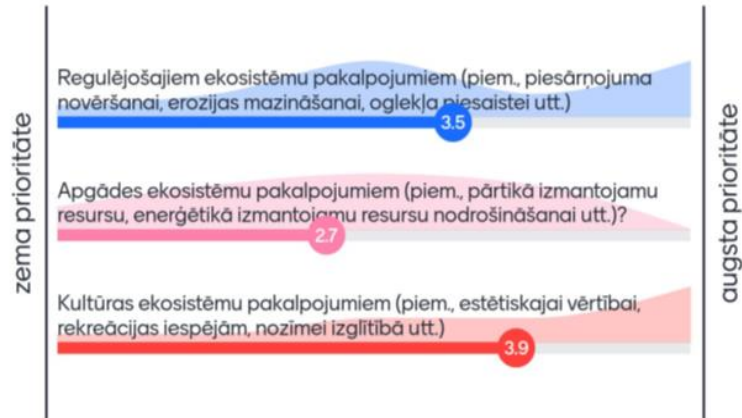 zema prioritāte
Regulējošajiem ekosistēmu pakalpojumiem (piem., piesārņojuma
novēršanai, erozijas mazināšanai, oglekļa piesaistei utt.)
3.5
Apgādes ekosistēmu pakalpojumiem (piem., pārtikā izmantojamu
resursu, enerģētikā izmantojamu resursu nodrošināšanai utt.)?
2.7
Kultūras ekosistēmu pakalpojumiem (piem., estētiskajai vērtībai,
rekreācijas iespējām, nozīmei izglītībā utt.)
3.9
augsta prioritāte